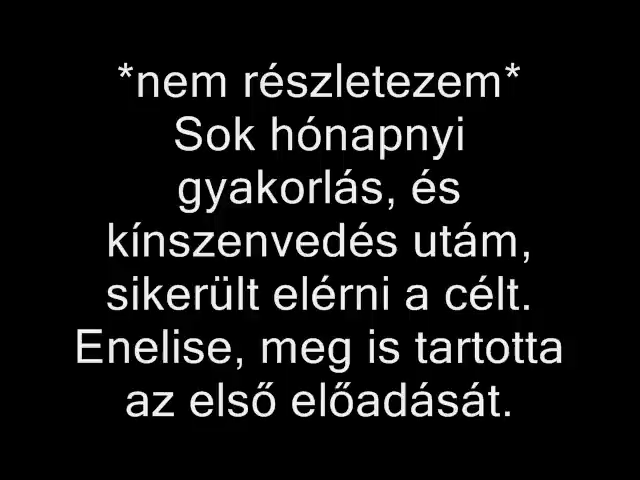 *nem részletezem*
Sok hónapnyi
gyakorlás, és
kínszenvedés utám,
sikerült elérni a célt.
Enelise, meg is tartotta
az első előadását.